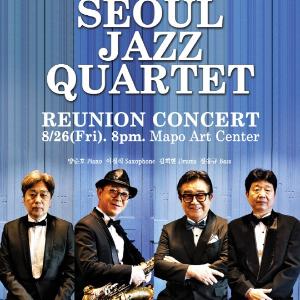 SEOUL
JAZZ
QUARTET
REUNION CONCERT
8/26(Fri). 8pm. Mapo Art Center
양준호 Piano 이정식 Saxophone 김희현 Drums 장응규 Bass